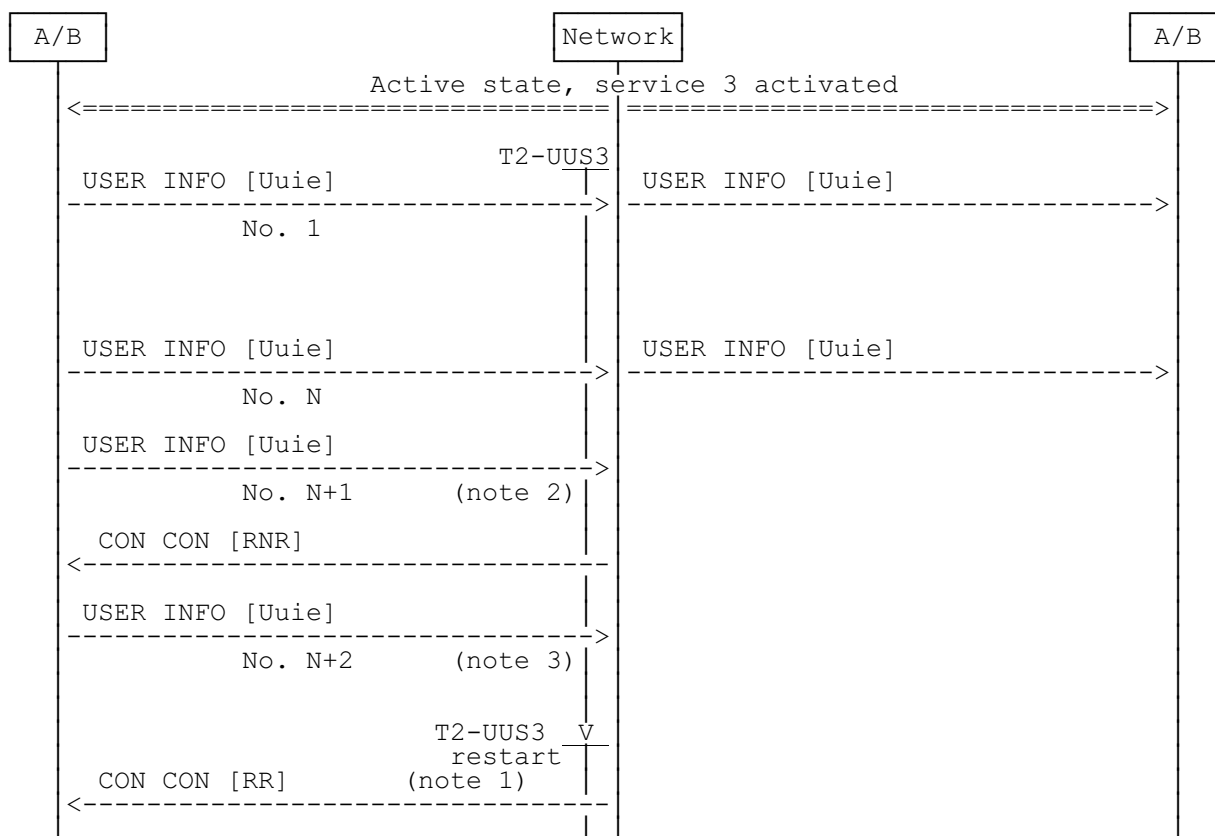 A/B Network A/B
Active state, service 3 activated
<================================= =================================>
T2-UUS3
USER INFO [Uuie] USER INFO [Uuie]
---------------------------------> --------------------------------->
No. 1
USER INFO [Uuie] USER INFO [Uuie]
---------------------------------> --------------------------------->
No. N
USER INFO [Uuie]
--------------------------------->
No. N+1 (note 2)
CON CON [RNR]
<---------------------------------
USER INFO [Uuie]
--------------------------------->
No. N+2 (note 3)
T2-UUS3 V
restart
CON CON [RR] (note 1)
<---------------------------------